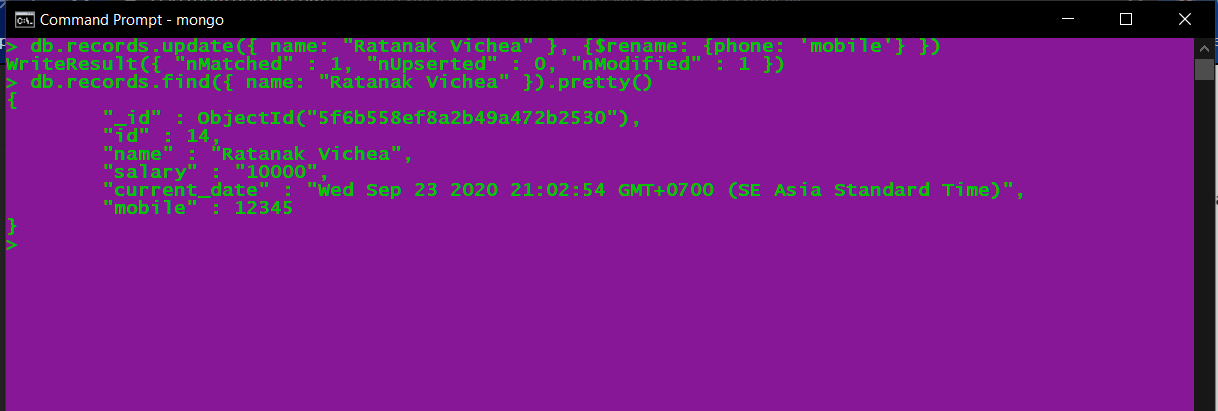 Command Prompt - mongo
> db.records.update({ name: "Ratanak Vichea" }, {$rename: {phone: 'mobile'} })
WriteResult({ "nMatched" : 1, "nUpserted" : 0, "nModified" : 1 })
> db.records.find({ name: "Ratanak Vichea" }).pretty()
{
        "_id" : ObjectId("5f6b558ef8a2b49a472b2530"),
        "id" : 14,
        "name" : "Ratanak Vichea",
        "salary" : "10000",
        "current_date" : "Wed Sep 23 2020 21:02:54 GMT+0700 (SE Asia Standard Time)",
        "mobile" : 12345
}
>